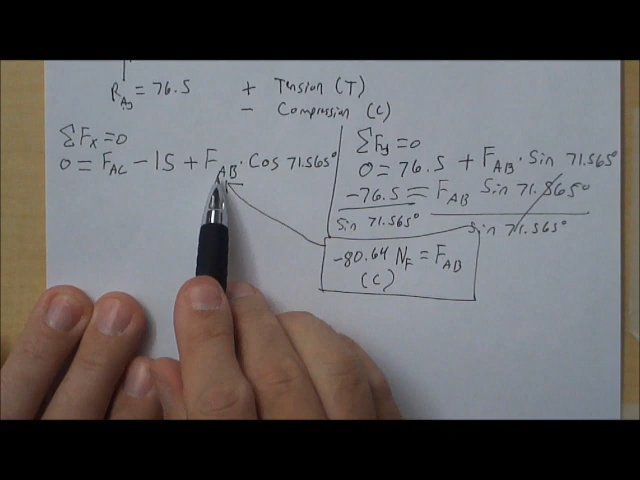 R_Ay = 76.5
+ Tension (T)
- Compression (C)
ΣFx = 0
0 = F_AC - 15 + F_AB · Cos 71.565°
ΣFy = 0
0 = 76.5 + F_AB · Sin 71.565°
-76.5 = F_AB Sin 71.565°
Sin 71.565° Sin 71.565°
-80.64 N_F = F_AB
(C)